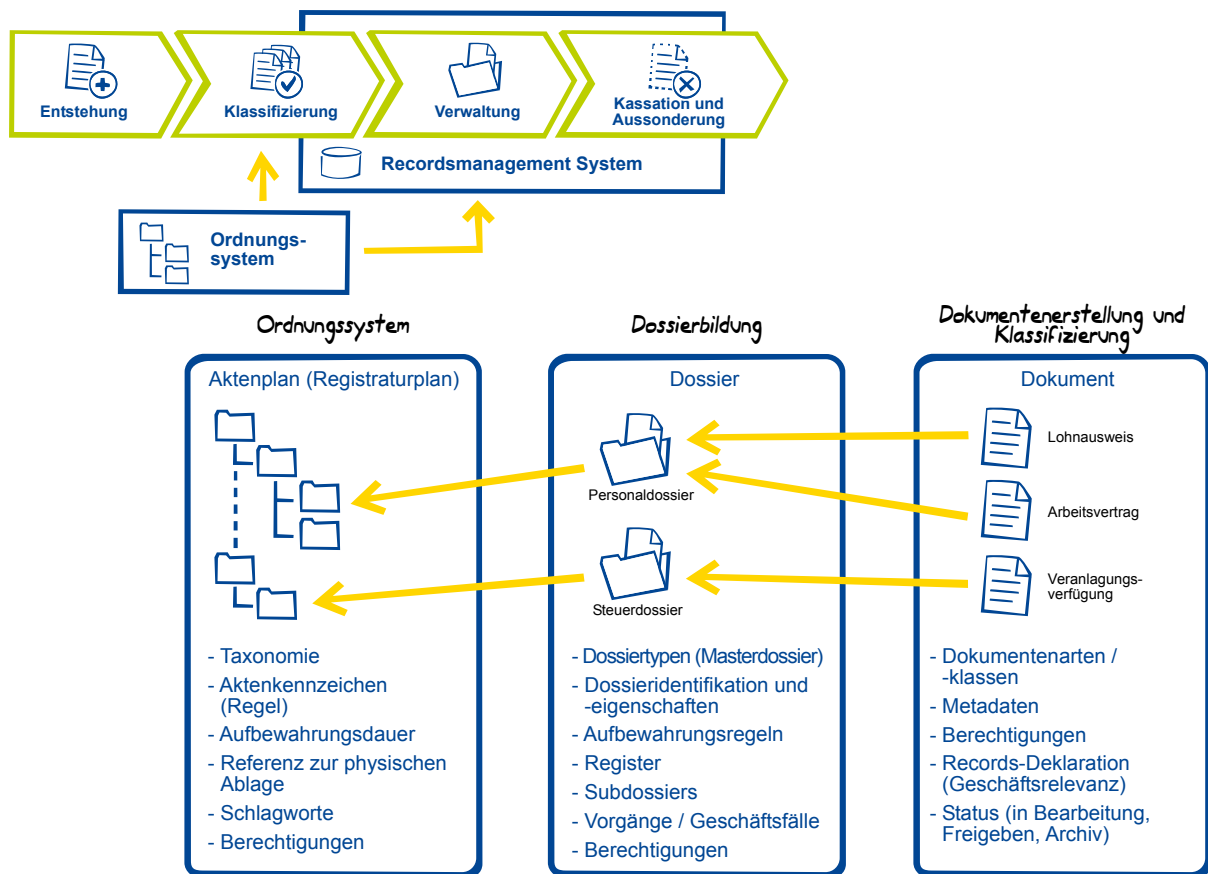 Entstehung
Klassifizierung
Verwaltung
Kassation und
Aussonderung
Recordsmanagement System
Ordnungs-
system
Ordnungssystem
Aktenplan (Registraturplan)
- Taxonomie
- Aktenkennzeichen
(Regel)
- Aufbewahrungsdauer
- Referenz zur physischen
Ablage
- Schlagworte
- Berechtigungen
Dossierbildung
Dossier
Personaldossier
Steuerdossier
- Dossiertypen (Masterdossier)
- Dossieridentifikation und
-eigenschaften
- Aufbewahrungsregeln
- Register
- Subdossiers
- Vorgänge / Geschäftsfälle
- Berechtigungen
Dokumentenerstellung und
Klassifizierung
Dokument
Lohnausweis
Arbeitsvertrag
Veranlagungs-
verfügung
- Dokumentenarten /
-klassen
- Metadaten
- Berechtigungen
- Records-Deklaration
(Geschäftsrelevanz)
- Status (in Bearbeitung,
Freigeben, Archiv)